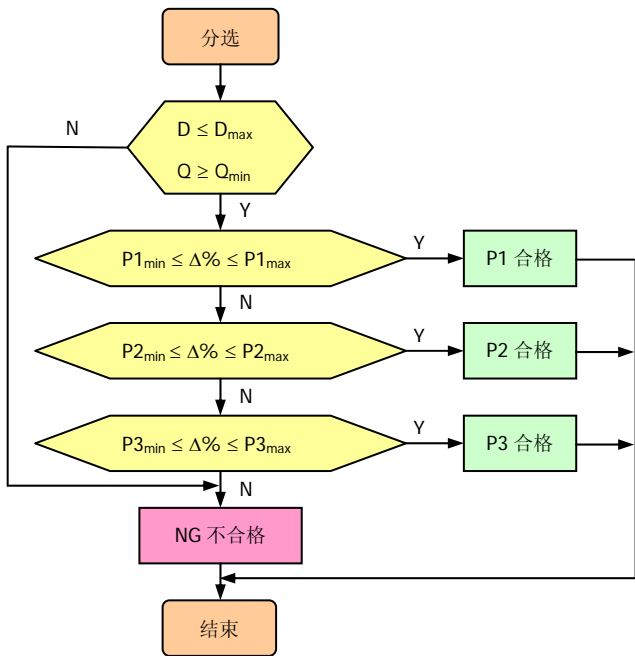 分选
N
D ≤ Dmax
Q ≥ Qmin
Y
P1min ≤ Δ% ≤ P1max
Y
P1 合格
N
P2min ≤ Δ% ≤ P2max
Y
P2 合格
N
P3min ≤ Δ% ≤ P3max
Y
P3 合格
N
NG 不合格
结束